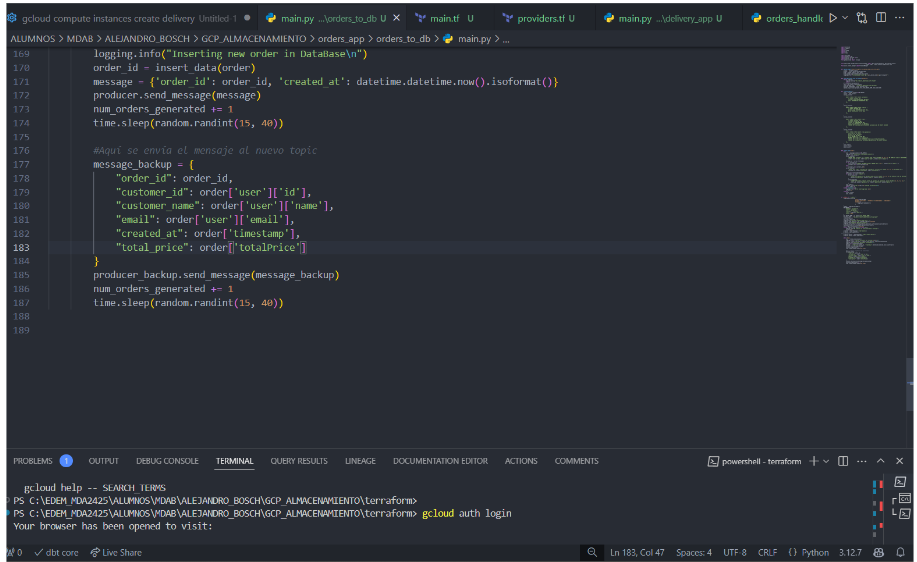 gcloud compute instances create delivery Untitled 1 ● main.py ...\orders_to_db U × main.tf U providers.tf U main.py ...\delivery_app U orders_handle
ALUMNOS > MDAB > ALEJANDRO_BOSCH > GCP_ALMACENAMIENTO > orders_app > orders_to_db > main.py > ...
169 logging.info("Inserting new order in DataBase\n")
170 order_id = insert_data(order)
171 message = {'order_id': order_id, 'created_at': datetime.datetime.now().isoformat()}
172 producer.send_message(message)
173 num_orders_generated += 1
174 time.sleep(random.randint(15, 40))
175
176 #Aquí se envía el mensaje al nuevo topic
177 message_backup = {
178 "order_id": order_id,
179 "customer_id": order['user']['id'],
180 "customer_name": order['user']['name'],
181 "email": order['user']['email'],
182 "created_at": order['timestamp'],
183 "total_price": order['totalPrice']
184 }
185 producer_backup.send_message(message_backup)
186 num_orders_generated += 1
187 time.sleep(random.randint(15, 40))
188
189
PROBLEMS 1 OUTPUT DEBUG CONSOLE TERMINAL QUERY RESULTS LINEAGE DOCUMENTATION EDITOR ACTIONS COMMENTS powershell - terraform
gcloud help -- SEARCH_TERMS
PS C:\EDEM_MDA2425\ALUMNOS\MDAB\ALEJANDRO_BOSCH\GCP_ALMACENAMIENTO\terraform>
PS C:\EDEM_MDA2425\ALUMNOS\MDAB\ALEJANDRO_BOSCH\GCP_ALMACENAMIENTO\terraform> gcloud auth login
Your browser has been opened to visit:
0 dbt core Live Share Ln 183, Col 47 Spaces: 4 UTF-8 CRLF {} Python 3.12.7